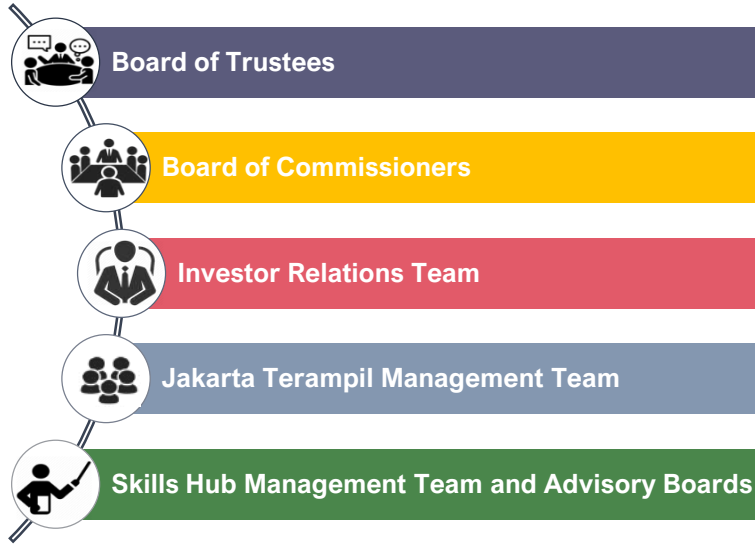 Board of Trustees
Board of Commissioners
Investor Relations Team
Jakarta Terampil Management Team
Skills Hub Management Team and Advisory Boards